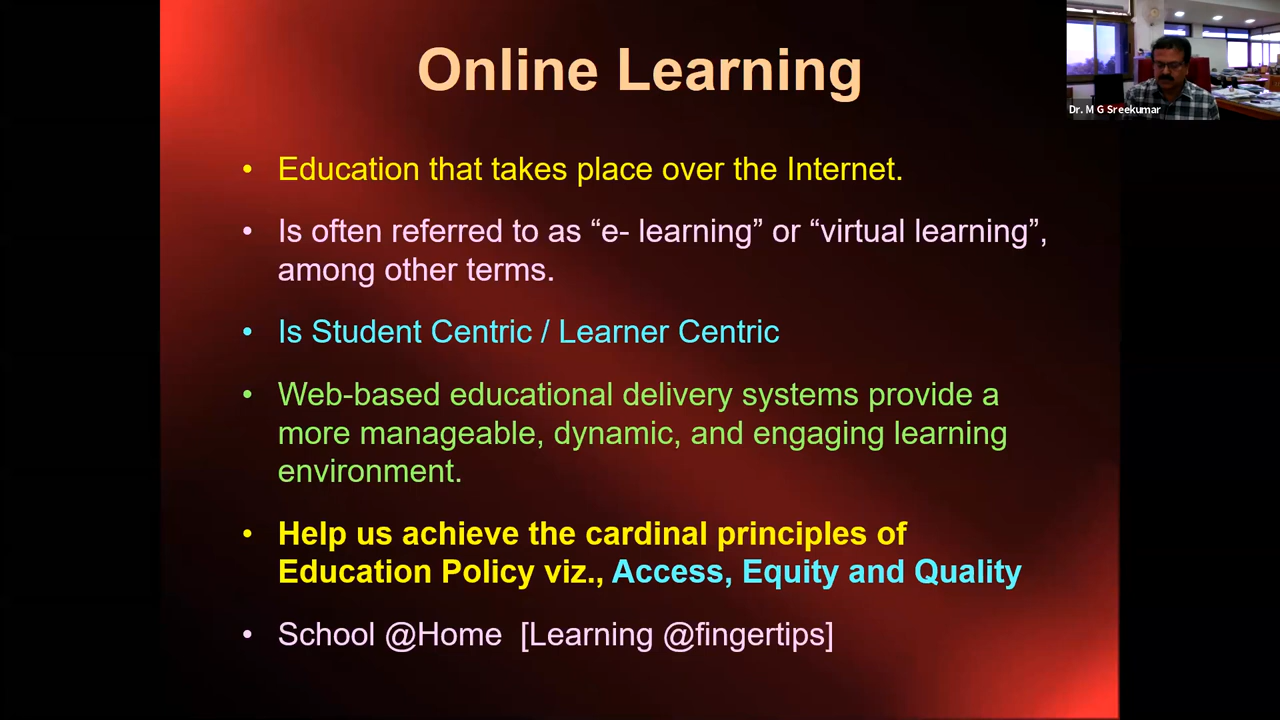 Online Learning
Dr. M G Sreekumar
• Education that takes place over the Internet.
• Is often referred to as “e- learning” or “virtual learning”,
among other terms.
• Is Student Centric / Learner Centric
• Web-based educational delivery systems provide a
more manageable, dynamic, and engaging learning
environment.
• Help us achieve the cardinal principles of
Education Policy viz., Access, Equity and Quality
• School @Home [Learning @fingertips]